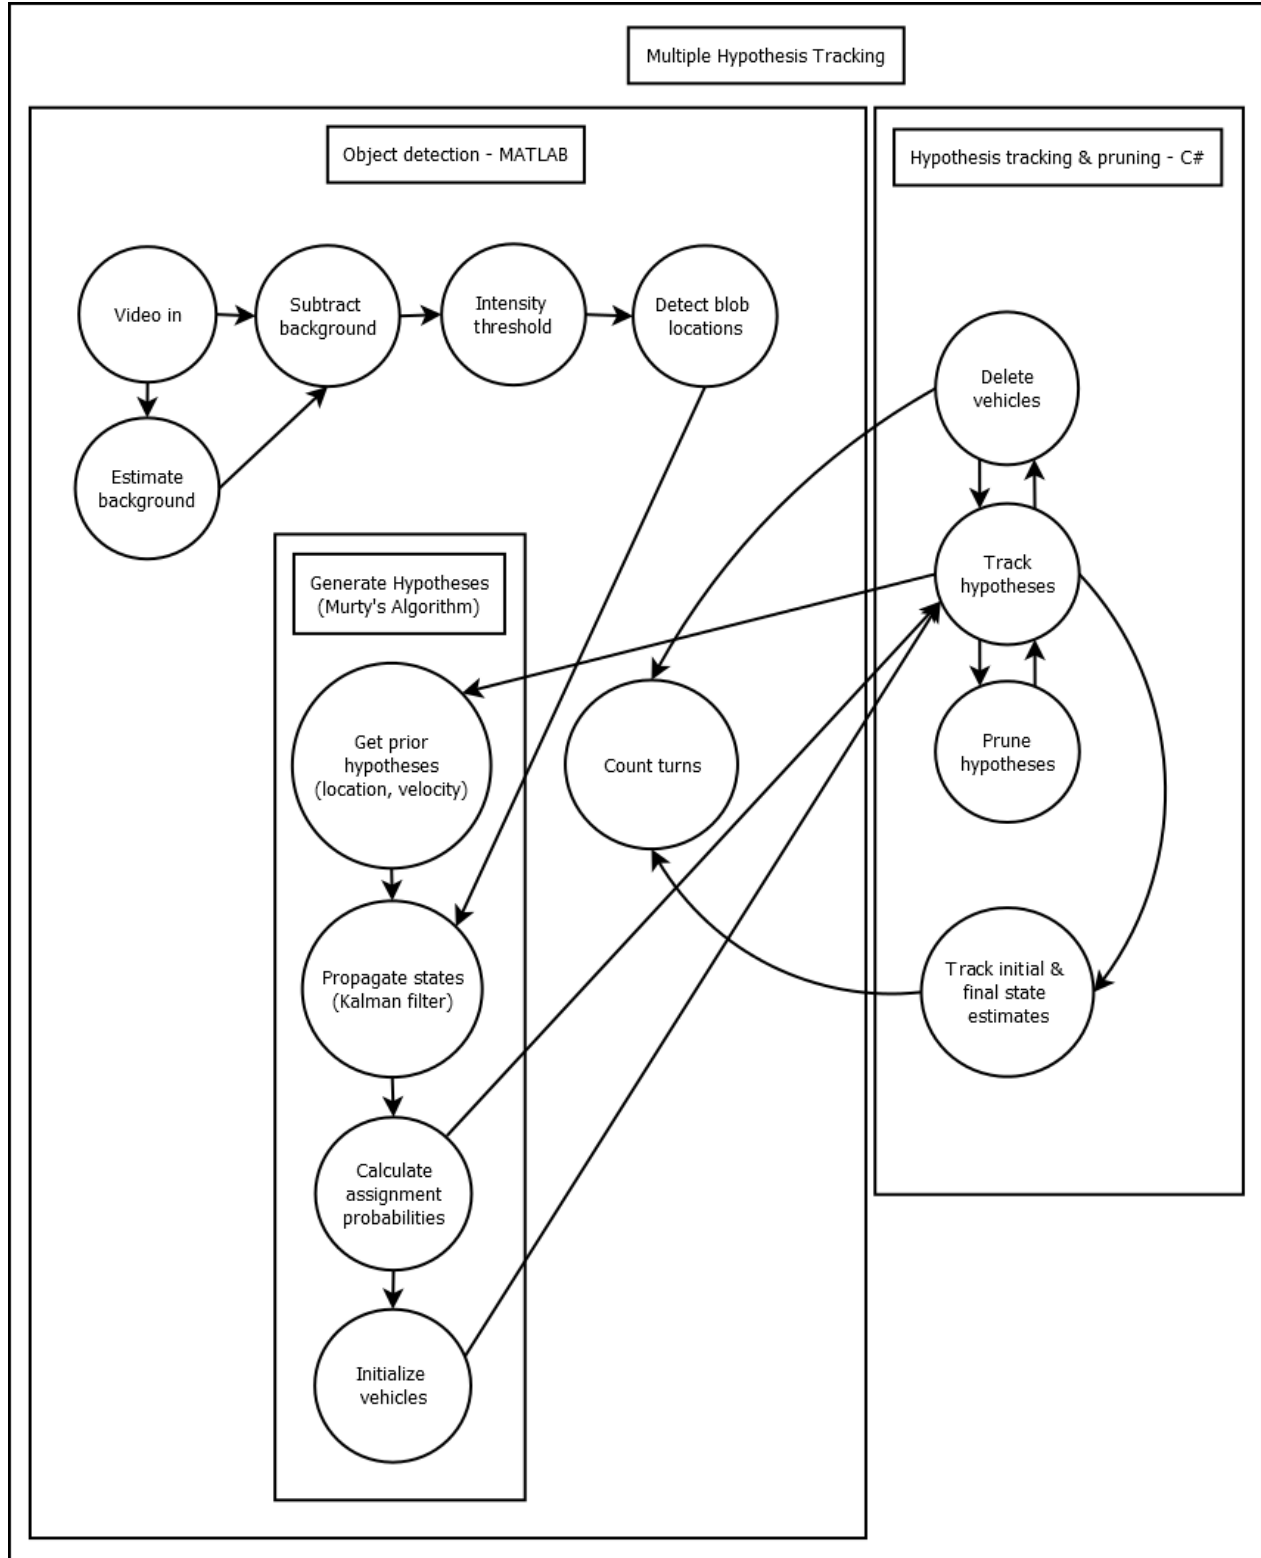 Multiple Hypothesis Tracking
Object detection - MATLAB
Hypothesis tracking & pruning - C#
Video in
Subtract
background
Intensity
threshold
Detect blob
locations
Estimate
background
Delete
vehicles
Track
hypotheses
Prune
hypotheses
Track initial &
final state
estimates
Generate Hypotheses
(Murty's Algorithm)
Get prior
hypotheses
(location, velocity)
Count turns
Propagate states
(Kalman filter)
Calculate
assignment
probabilities
Initialize
vehicles